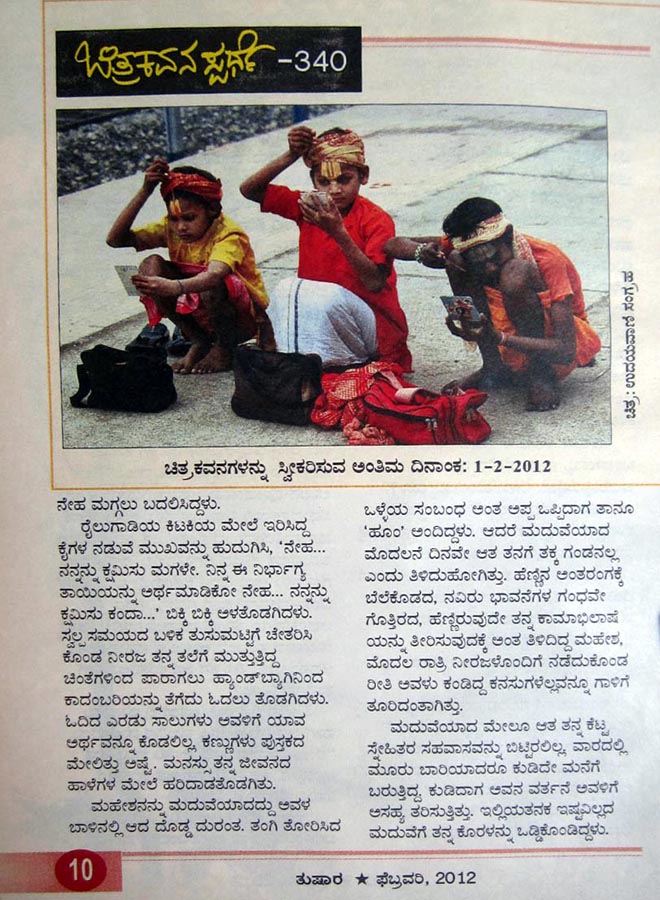 ಚಿತ್ರಕವನ ಸ್ಪರ್ಧೆ -340
ಚಿತ್ರ: ಉದಯವಾಣಿ ಸಂಗ್ರಹ
ಚಿತ್ರಕವನಗಳನ್ನು ಸ್ವೀಕರಿಸುವ ಅಂತಿಮ ದಿನಾಂಕ: 1-2-2012
ನೇಹ ಮಗ್ಗಲು ಬದಲಿಸಿದ್ದಳು.
ರೈಲುಗಾಡಿಯ ಕಿಟಕಿಯ ಮೇಲೆ ಇರಿಸಿದ್ದ
ಕೈಗಳ ನಡುವೆ ಮುಖವನ್ನು ಹುದುಗಿಸಿ, 'ನೇಹ...
ನನ್ನನ್ನು ಕ್ಷಮಿಸು ಮಗಳೇ. ನಿನ್ನ ಈ ನಿರ್ಭಾಗ್ಯ
ತಾಯಿಯನ್ನು ಅರ್ಥಮಾಡಿಕೋ ನೇಹ... ನನ್ನನ್ನು
ಕ್ಷಮಿಸು ಕಂದಾ...' ಬಿಕ್ಕಿ ಬಿಕ್ಕಿ ಅಳತೊಡಗಿದಳು.
ಸ್ವಲ್ಪ ಸಮಯದ ಬಳಿಕ ತುಸುಮಟ್ಟಿಗೆ ಚೇತರಿಸಿ
ಕೊಂಡ ನೀರಜ ತನ್ನ ತಲೆಗೆ ಮುತ್ತುತ್ತಿದ್ದ
ಚಿಂತೆಗಳಿಂದ ಪಾರಾಗಲು ಹ್ಯಾಂಡ್‌ಬ್ಯಾಗಿನಿಂದ
ಕಾದಂಬರಿಯನ್ನು ತೆಗೆದು ಓದಲು ತೊಡಗಿದಳು.
ಓದಿದ ಎರಡು ಸಾಲುಗಳು ಅವಳಿಗೆ ಯಾವ
ಅರ್ಥವನ್ನೂ ಕೊಡಲಿಲ್ಲ. ಕಣ್ಣುಗಳು ಪುಸ್ತಕದ
ಮೇಲಿತ್ತು ಅಷ್ಟೆ. ಮನಸ್ಸು ತನ್ನ ಜೀವನದ
ಹಾಳೆಗಳ ಮೇಲೆ ಹರಿದಾಡತೊಡಗಿತು.
ಮಹೇಶನನ್ನು ಮದುವೆಯಾದದ್ದು ಅವಳ
ಬಾಳಿನಲ್ಲಿ ಆದ ದೊಡ್ಡ ದುರಂತ. ತಂಗಿ ತೋರಿಸಿದ
ಒಳ್ಳೆಯ ಸಂಬಂಧ ಅಂತ ಅಪ್ಪ ಒಪ್ಪಿದಾಗ ತಾನೂ
'ಹೂಂ' ಅಂದಿದ್ದಳು. ಆದರೆ ಮದುವೆಯಾದ
ಮೊದಲನೆ ದಿನವೇ ಆತ ತನಗೆ ತಕ್ಕ ಗಂಡನಲ್ಲ
ಎಂದು ತಿಳಿದುಹೋಗಿತ್ತು. ಹೆಣ್ಣಿನ ಅಂತರಂಗಕ್ಕೆ
ಬೆಲೆಕೊಡದ, ನವಿರು ಭಾವನೆಗಳ ಗಂಧವೇ
ಗೊತ್ತಿರದ, ಹೆಣ್ಣಿರುವುದೇ ತನ್ನ ಕಾಮಾಭಿಲಾಷೆ
ಯನ್ನು ತೀರಿಸುವುದಕ್ಕೆ ಅಂತ ತಿಳಿದಿದ್ದ ಮಹೇಶ,
ಮೊದಲ ರಾತ್ರಿ ನೀರಜಳೊಂದಿಗೆ ನಡೆದುಕೊಂಡ
ರೀತಿ ಅವಳು ಕಂಡಿದ್ದ ಕನಸುಗಳೆಲ್ಲವನ್ನೂ ಗಾಳಿಗೆ
ತೂರಿದಂತಾಗಿತ್ತು.
ಮದುವೆಯಾದ ಮೇಲೂ ಆತ ತನ್ನ ಕೆಟ್ಟ
ಸ್ನೇಹಿತರ ಸಹವಾಸವನ್ನು ಬಿಟ್ಟಿರಲಿಲ್ಲ. ವಾರದಲ್ಲಿ
ಮೂರು ಬಾರಿಯಾದರೂ ಕುಡಿದೇ ಮನೆಗೆ
ಬರುತ್ತಿದ್ದ. ಕುಡಿದಾಗ ಅವನ ವರ್ತನೆ ಅವಳಿಗೆ
ಅಸಹ್ಯ ತರಿಸುತ್ತಿತ್ತು. ಇಲ್ಲಿಯತನಕ ಇಷ್ಟವಿಲ್ಲದ
ಮದುವೆಗೆ ತನ್ನ ಕೊರಳನ್ನು ಒಡ್ಡಿಕೊಂಡಿದ್ದಳು.
10
ತುಷಾರ ★ ಫೆಬ್ರವರಿ, 2012